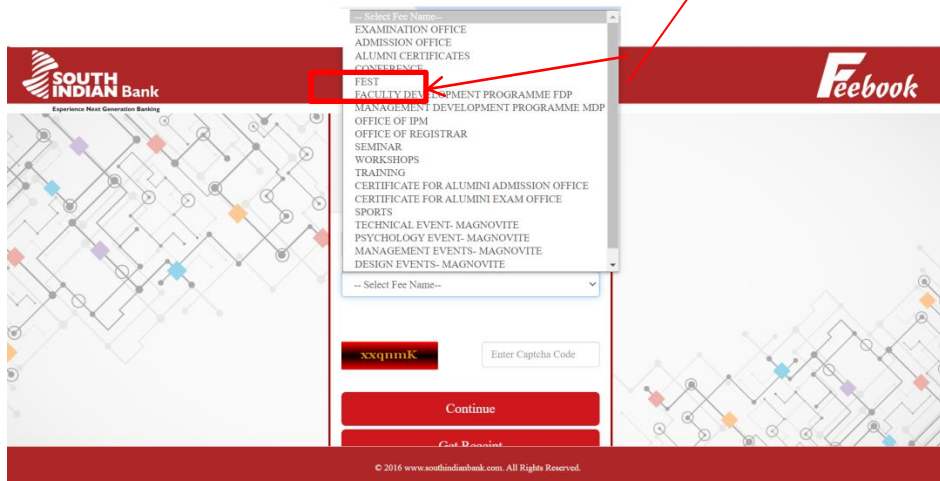 -- Select Fee Name--
EXAMINATION OFFICE
ADMISSION OFFICE
ALUMNI CERTIFICATES
CONFERENCE
FEST
FACULTY DEVELOPMENT PROGRAMME FDP
MANAGEMENT DEVELOPMENT PROGRAMME MDP
OFFICE OF IPM
OFFICE OF REGISTRAR
SEMINAR
WORKSHOPS
TRAINING
CERTIFICATE FOR ALUMINI ADMISSION OFFICE
CERTIFICATE FOR ALUMINI EXAM OFFICE
SPORTS
TECHNICAL EVENT- MAGNOVITE
PSYCHOLOGY EVENT- MAGNOVITE
MANAGEMENT EVENTS- MAGNOVITE
DESIGN EVENTS- MAGNOVITE
SOUTH
INDIAN Bank
Experience Next Generation Banking
Feebook
-- Select Fee Name--
xxqnmK
Enter Captcha Code
Continue
Get Receipt
© 2016 www.southindianbank.com. All Rights Reserved.